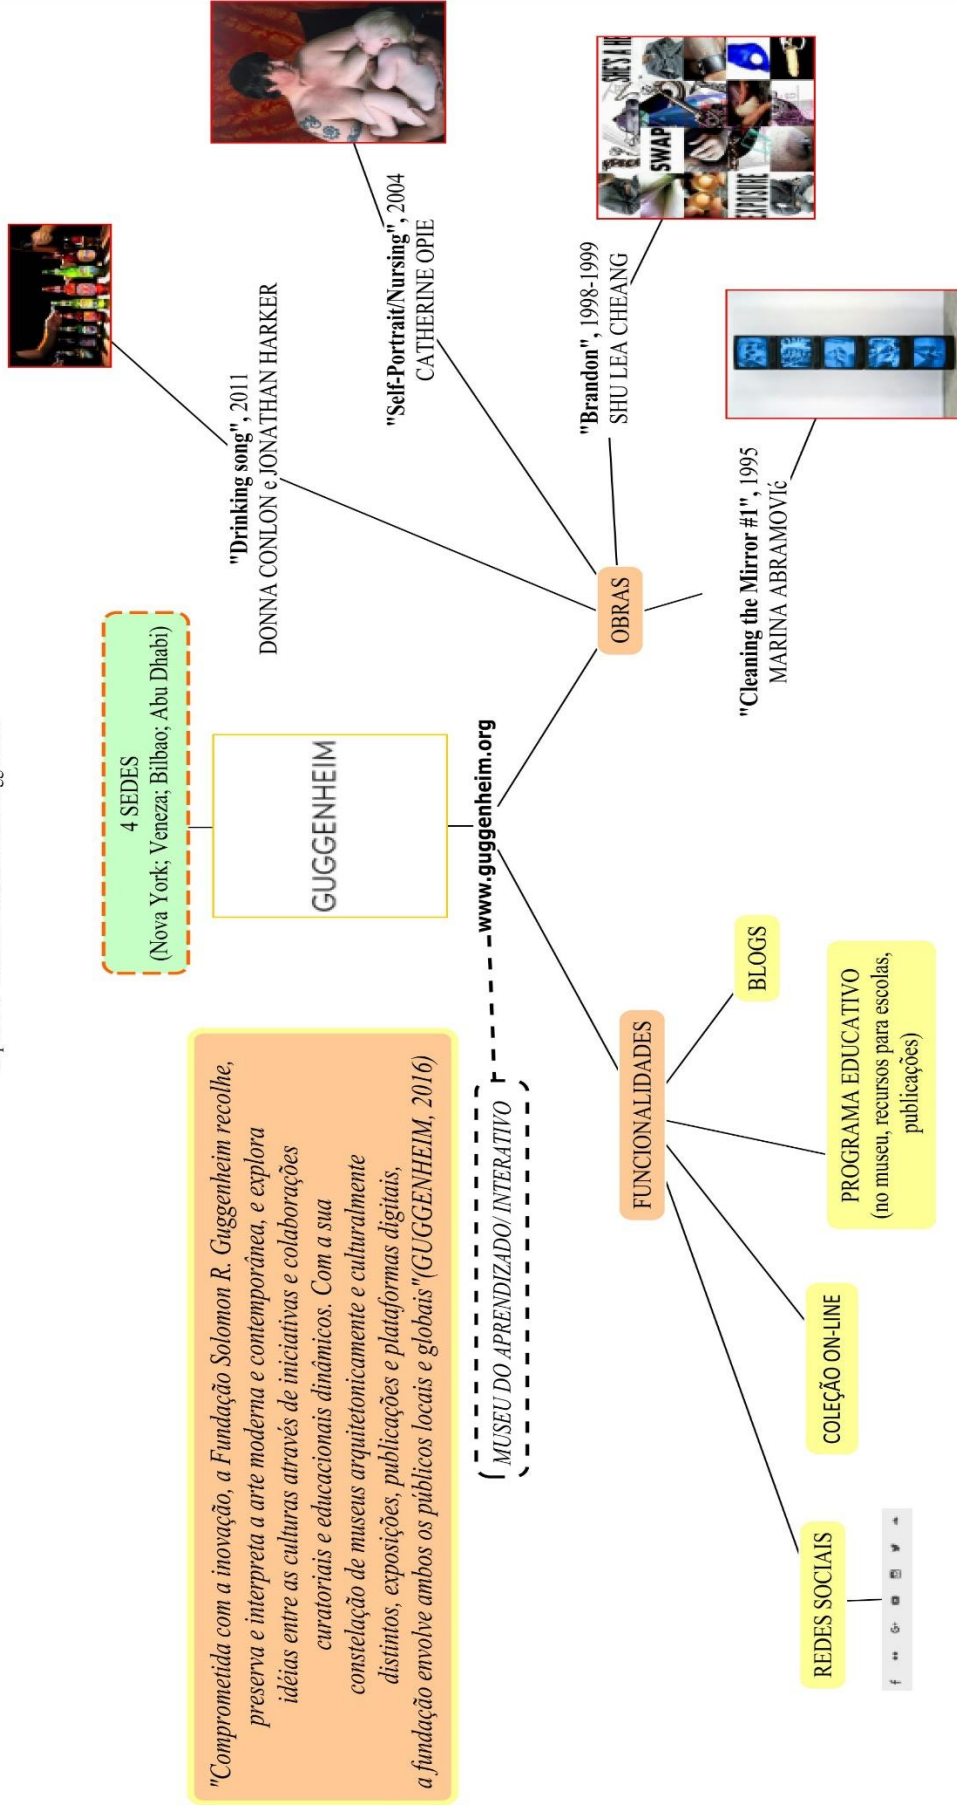 4 SEDES
(Nova York; Veneza; Bilbao; Abu Dhabi)
GUGGENHEIM
www.guggenheim.org
"Comprometida com a inovação, a Fundação Solomon R. Guggenheim recolhe,
preserva e interpreta a arte moderna e contemporânea, e explora
idéias entre as culturas através de iniciativas e colaborações
curatoriais e educacionais dinâmicos. Com a sua
constelação de museus arquitetonicamente e culturalmente
distintos, exposições, publicações e plataformas digitais,
a fundação envolve ambos os públicos locais e globais"(GUGGENHEIM, 2016)
MUSEU DO APRENDIZADO/ INTERATIVO
FUNCIONALIDADES
REDES SOCIAIS
f G+
COLEÇÃO ON-LINE
PROGRAMA EDUCATIVO
(no museu, recursos para escolas,
publicações)
BLOGS
OBRAS
"Drinking song", 2011
DONNA CONLON e JONATHAN HARKER
"Self-Portrait/Nursing", 2004
CATHERINE OPIE
"Brandon", 1998-1999
SHU LEA CHEANG
SHE'S A HE
SWAP
EXPOSURE
"Cleaning the Mirror #1", 1995
MARINA ABRAMOVIć